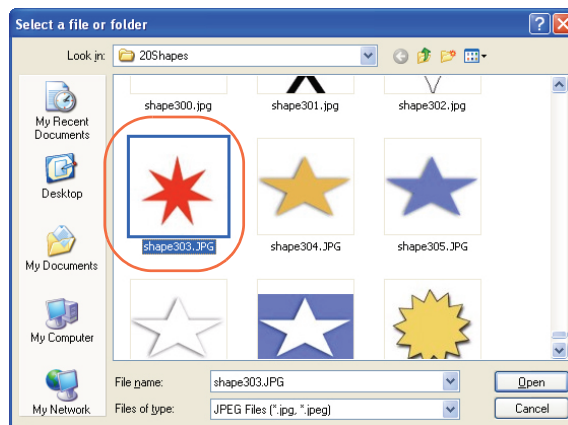 Select a file or folder
Look in:
20Shapes
My Recent
Documents
Desktop
My Documents
My Computer
My Network
shape300.jpg
shape301.jpg
shape302.jpg
shape303.JPG
shape304.JPG
shape305.JPG
File name:
shape303.JPG
Open
Files of type:
JPEG Files (*.jpg, *.jpeg)
Cancel